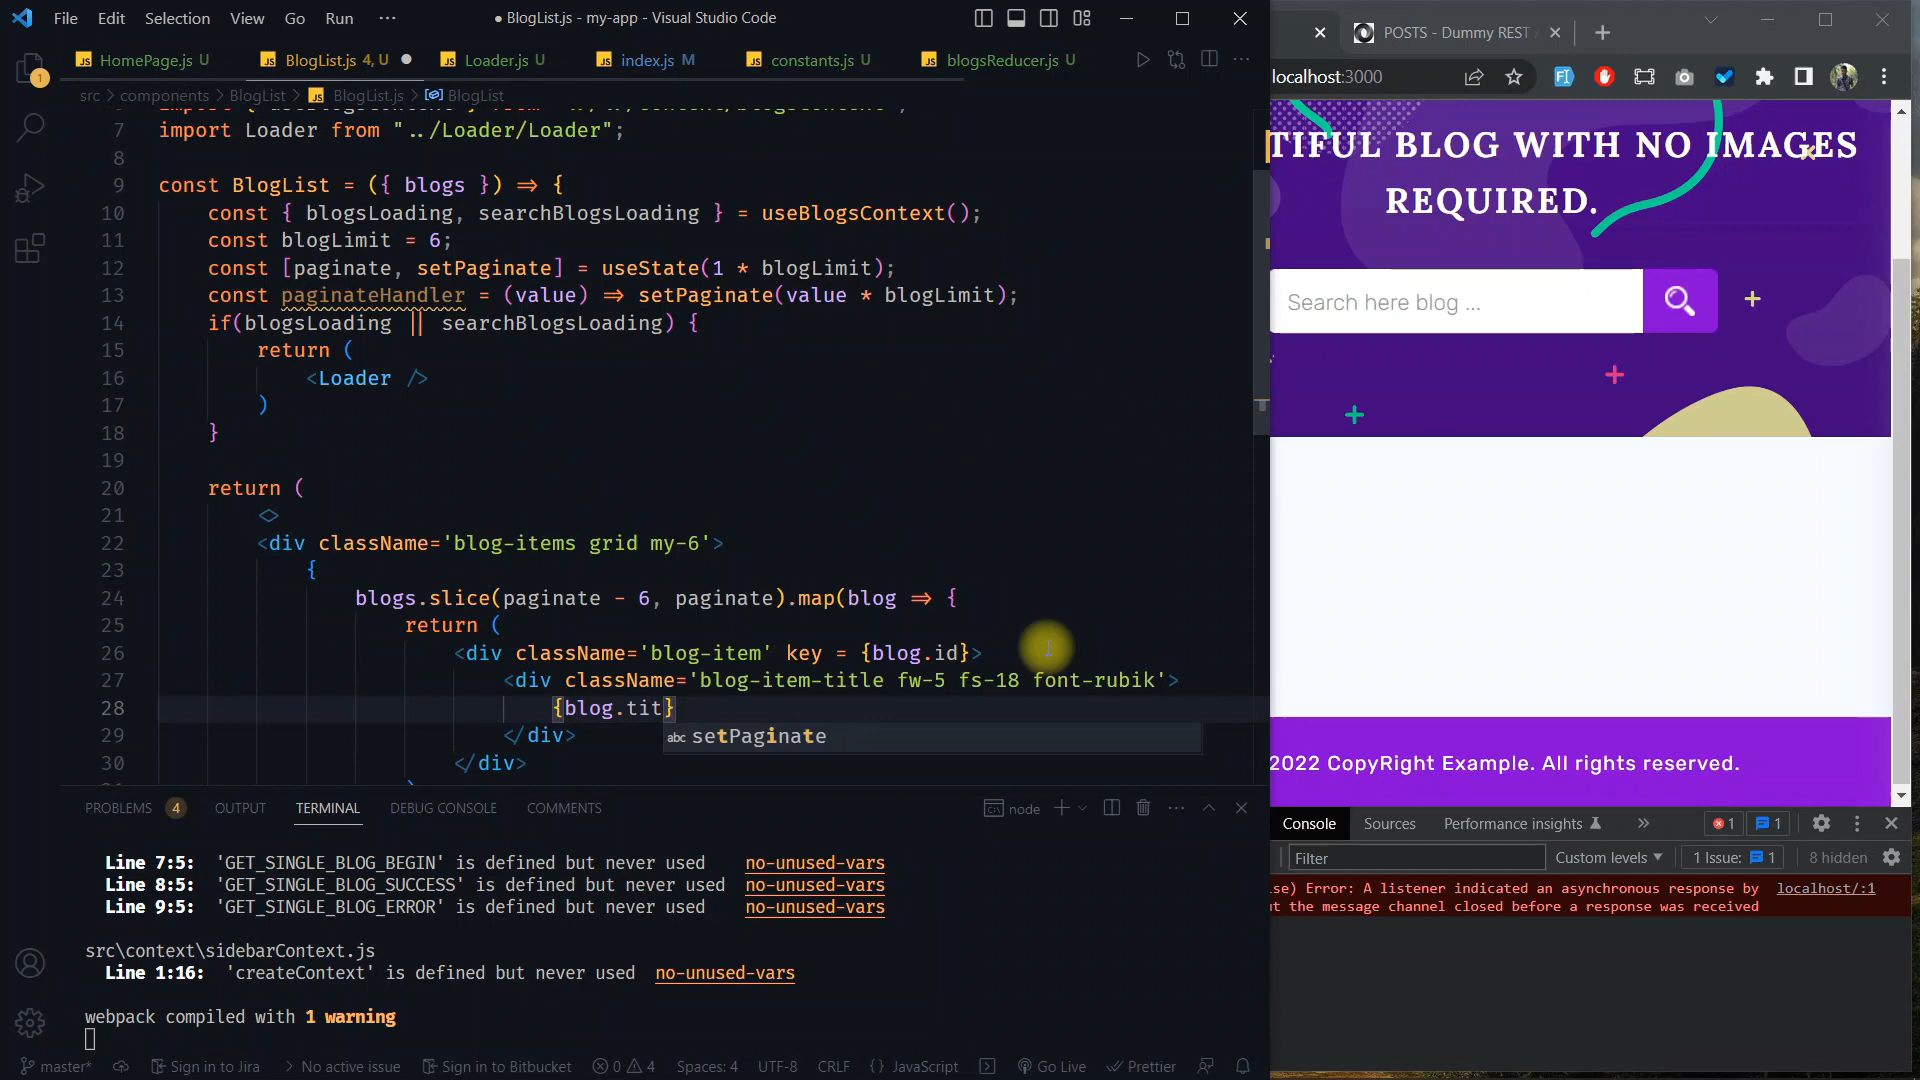 File Edit Selection View Go Run ··· ● BlogList.js - my-app - Visual Studio Code
JS HomePage.js U JS BlogList.js 4, U ● JS Loader.js U JS index.js M JS constants.js U JS blogsReducer.js U
src > components > BlogList > JS BlogList.js > BlogList
7 import Loader from "../Loader/Loader";
8
9 const BlogList = ({ blogs }) => {
10 const { blogsLoading, searchBlogsLoading } = useBlogsContext();
11 const blogLimit = 6;
12 const [paginate, setPaginate] = useState(1 * blogLimit);
13 const paginateHandler = (value) => setPaginate(value * blogLimit);
14 if(blogsLoading || searchBlogsLoading) {
15 return (
16 <Loader />
17 )
18 }
19
20 return (
21 <>
22 <div className='blog-items grid my-6'>
23 {
24 blogs.slice(paginate - 6, paginate).map(blog => {
25 return (
26 <div className='blog-item' key = {blog.id}>
27 <div className='blog-item-title fw-5 fs-18 font-rubik'>
28 {blog.tit}
abc setPaginate
29 </div>
30 </div>
PROBLEMS 4 OUTPUT TERMINAL DEBUG CONSOLE COMMENTS node
Line 7:5: 'GET_SINGLE_BLOG_BEGIN' is defined but never used no-unused-vars
Line 8:5: 'GET_SINGLE_BLOG_SUCCESS' is defined but never used no-unused-vars
Line 9:5: 'GET_SINGLE_BLOG_ERROR' is defined but never used no-unused-vars
src\context\sidebarContext.js
Line 1:16: 'createContext' is defined but never used no-unused-vars
webpack compiled with 1 warning
master* Sign in to Jira No active issue Sign in to Bitbucket 0 4 Spaces: 4 UTF-8 CRLF {} JavaScript Go Live Prettier
POSTS - Dummy REST
localhost:3000
TIFUL BLOG WITH NO IMAGES
REQUIRED.
Search here blog ...
2022 CopyRight Example. All rights reserved.
Console Sources Performance insights 1 1
Filter Custom levels 1 Issue: 1 8 hidden
se) Error: A listener indicated an asynchronous response by localhost/:1
t the message channel closed before a response was received